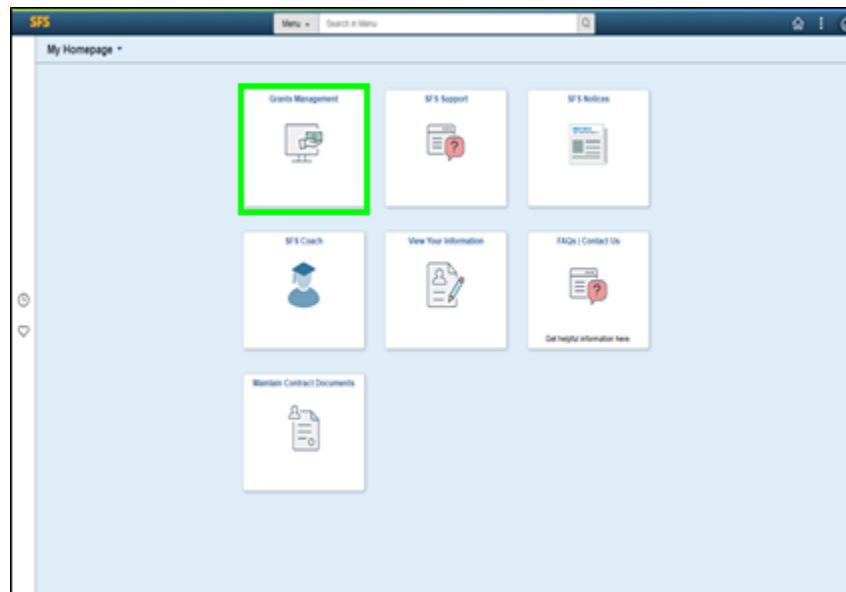 SFS
Menu
Search in Menu
My Homepage
Grants Management
SFS Support
SFS Notices
SFS Coach
View Your Information
FAQs | Contact Us
Get helpful information here.
Maintain Contract Documents